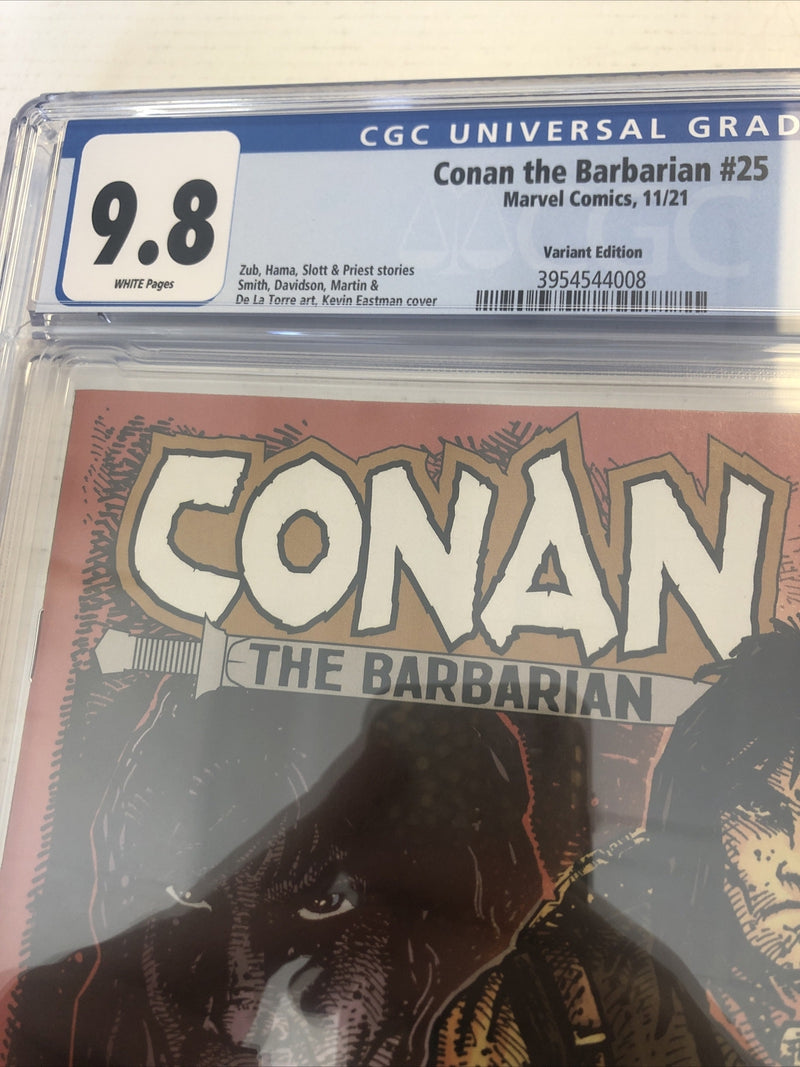 CGC UNIVERSAL GRAD
9.8
WHITE Pages
Conan the Barbarian #25
Marvel Comics, 11/21
Variant Edition
3954544008
Zub, Hama, Slott & Priest stories
Smith, Davidson, Martin &
De La Torre art, Kevin Eastman cover
CGC
CONAN
THE BARBARIAN